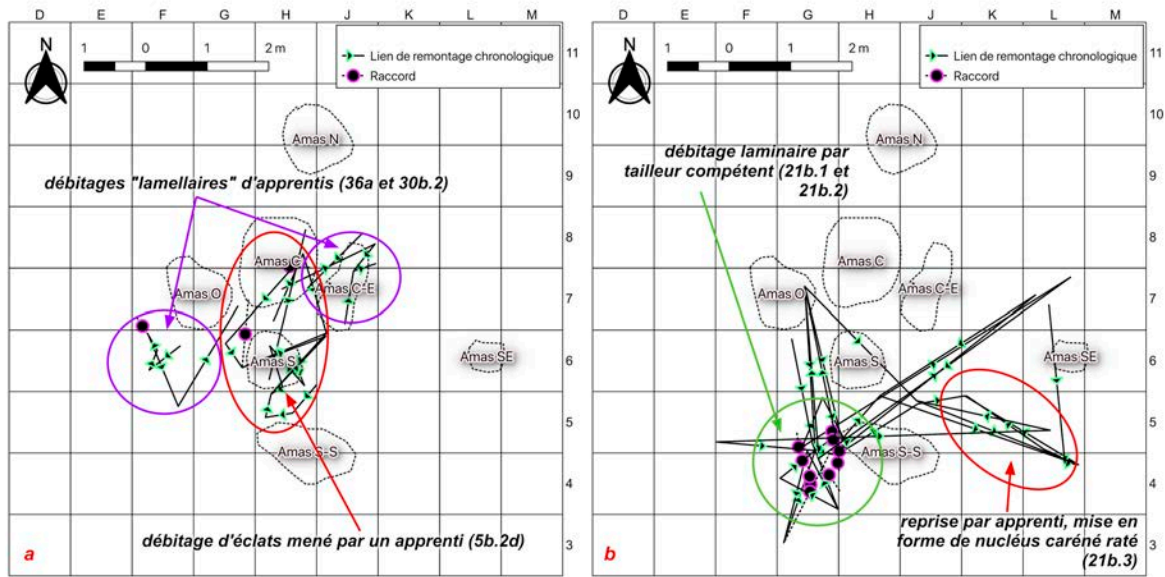 D E F G H J K L M
N
1 0 1 2 m
Lien de remontage chronologique
Raccord
11
10
9
8
7
6
5
4
3
Amas N
débitages "lamellaires" d'apprentis (36a et 30b.2)
Amas C
Amas O
Amas C-E
Amas S
Amas SE
Amas S-S
débitage d'éclats mené par un apprenti (5b.2d)
a
D E F G H J K L M
N
1 0 1 2 m
Lien de remontage chronologique
Raccord
11
10
9
8
7
6
5
4
3
Amas N
débitage laminaire par
tailleur compétent (21b.1 et
21b.2)
Amas C
Amas O
Amas C-E
Amas S
Amas SE
Amas S-S
reprise par apprenti, mise en
forme de nucléus caréné raté
(21b.3)
b